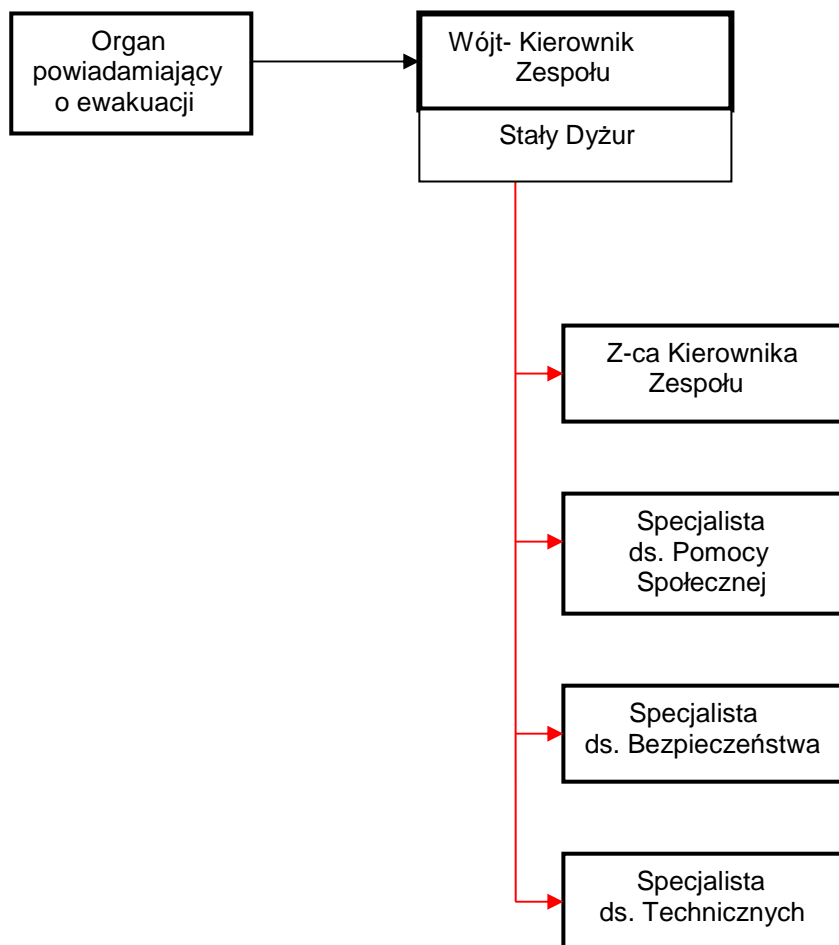 Organ
powiadamiający
o ewakuacji
Wójt- Kierownik
Zespołu
Stały Dyżur
Z-ca Kierownika
Zespołu
Specjalista
ds. Pomocy
Społecznej
Specjalista
ds. Bezpieczeństwa
Specjalista
ds. Technicznych